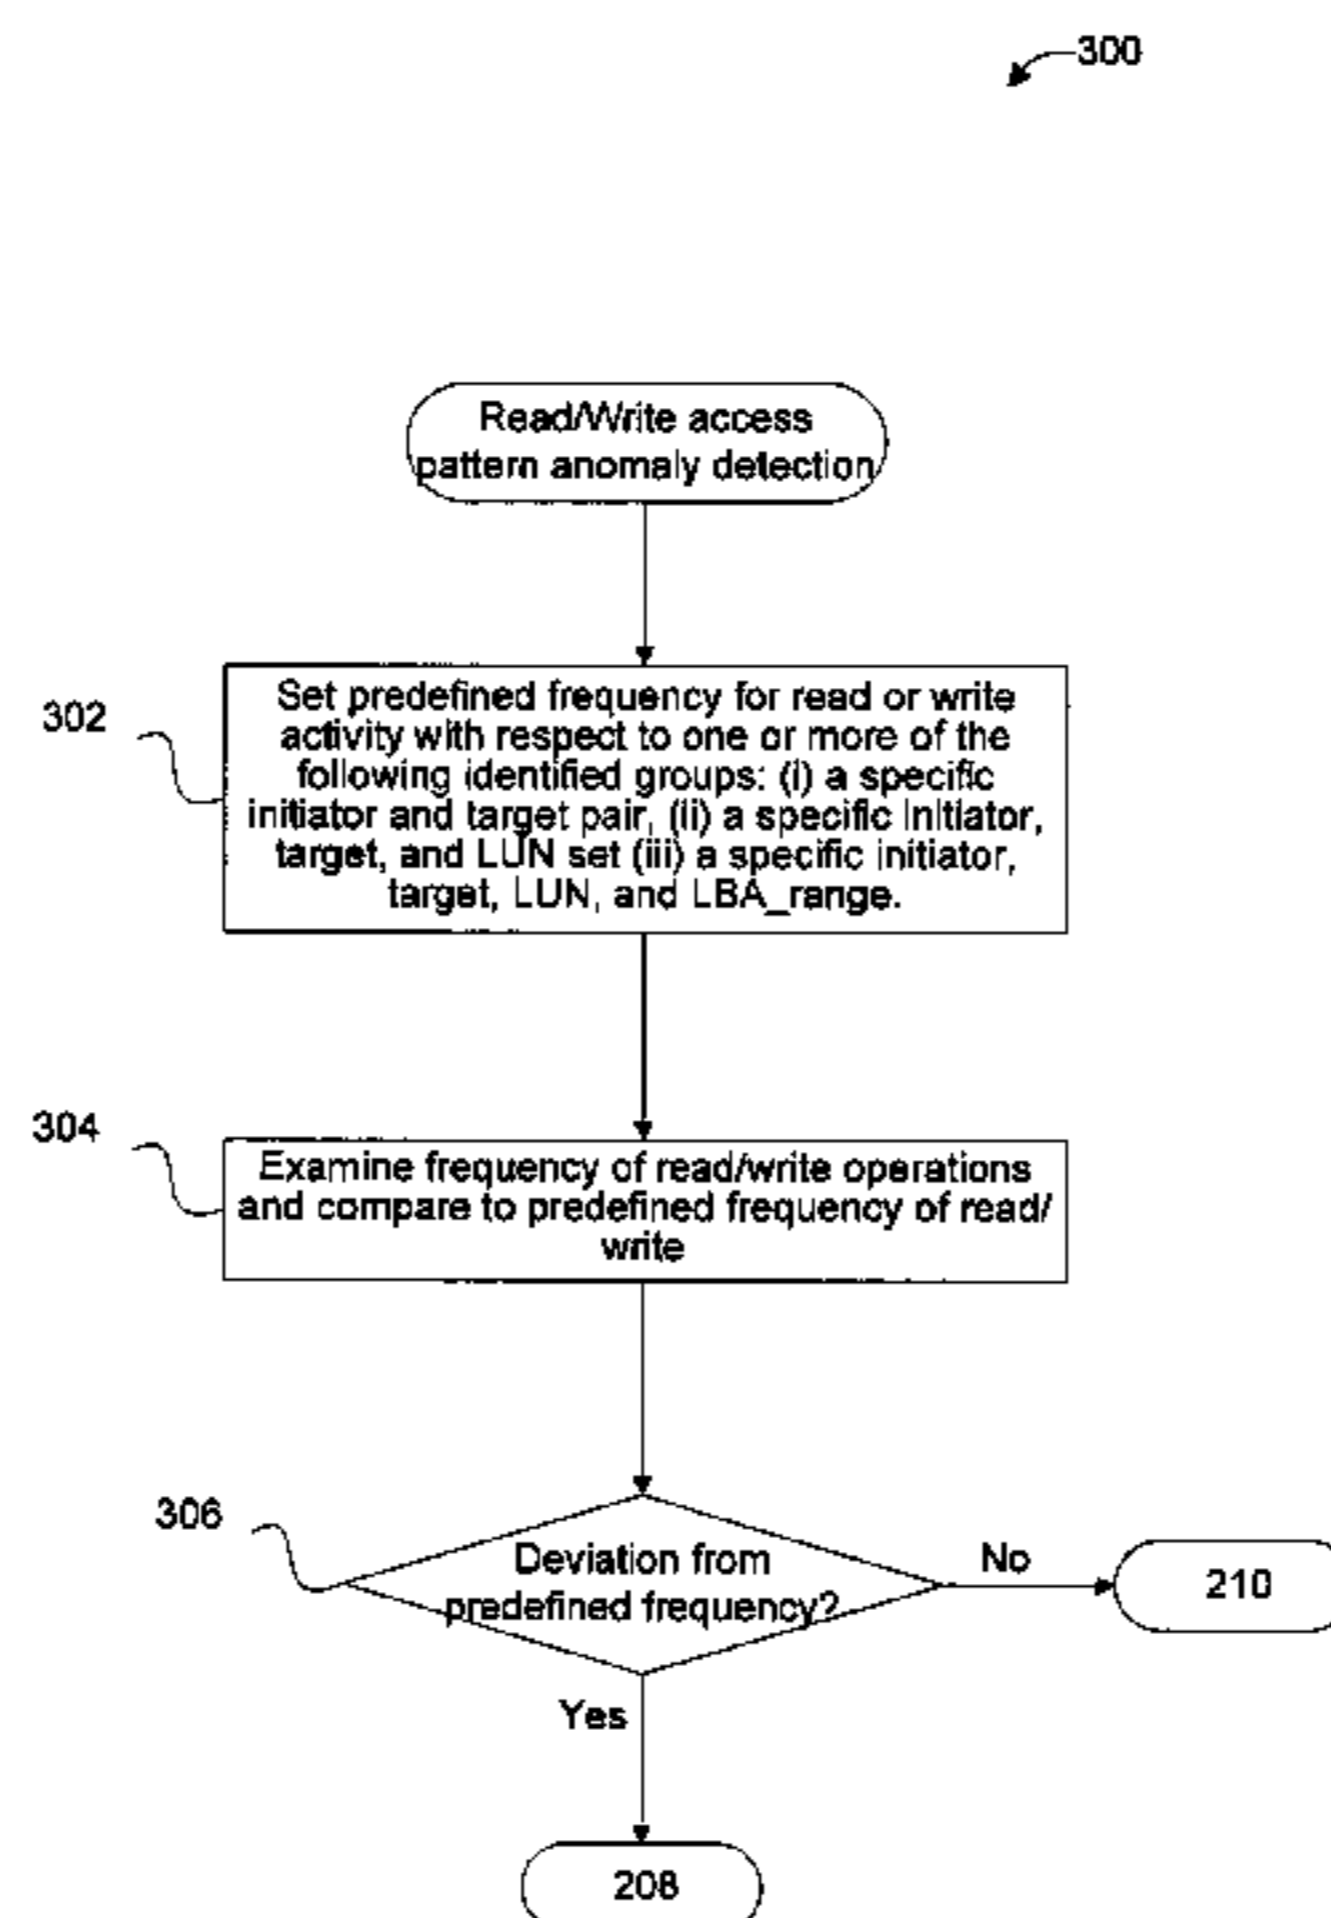 300
Read/Write access
pattern anomaly detection
302
Set predefined frequency for read or write
activity with respect to one or more of the
following identified groups: (i) a specific
initiator and target pair, (ii) a specific initiator,
target, and LUN set (iii) a specific initiator,
target, LUN, and LBA_range.
304
Examine frequency of read/write operations
and compare to predefined frequency of read/
write
306
Deviation from
predefined frequency?
No
210
Yes
208